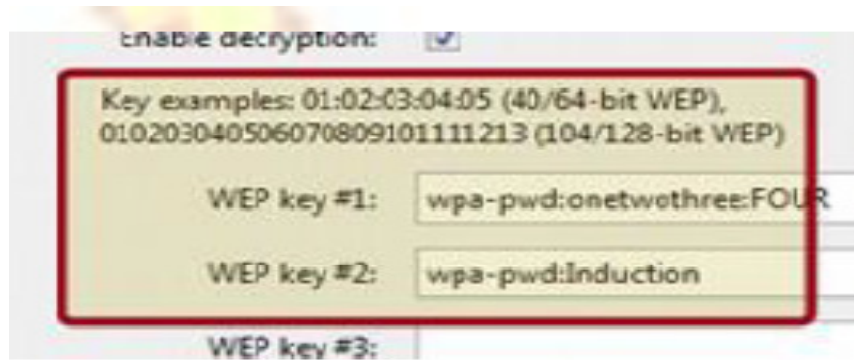 Enable decryption:
Key examples: 01:02:03:04:05 (40/64-bit WEP),
010203040506070809101111213 (104/128-bit WEP)
WEP key #1: wpa-pwd:onetwothree:FOUR
WEP key #2: wpa-pwd:Induction
WEP key #3: